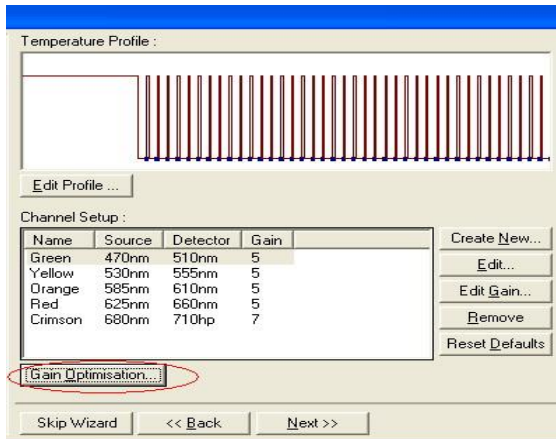 Temperature Profile :
Edit Profile ...
Channel Setup :
Name Source Detector Gain
Green 470nm 510nm 5
Yellow 530nm 555nm 5
Orange 585nm 610nm 5
Red 625nm 660nm 5
Crimson 680nm 710hp 7
Create New...
Edit...
Edit Gain...
Remove
Reset Defaults
Gain Optimisation...
Skip Wizard << Back Next >>